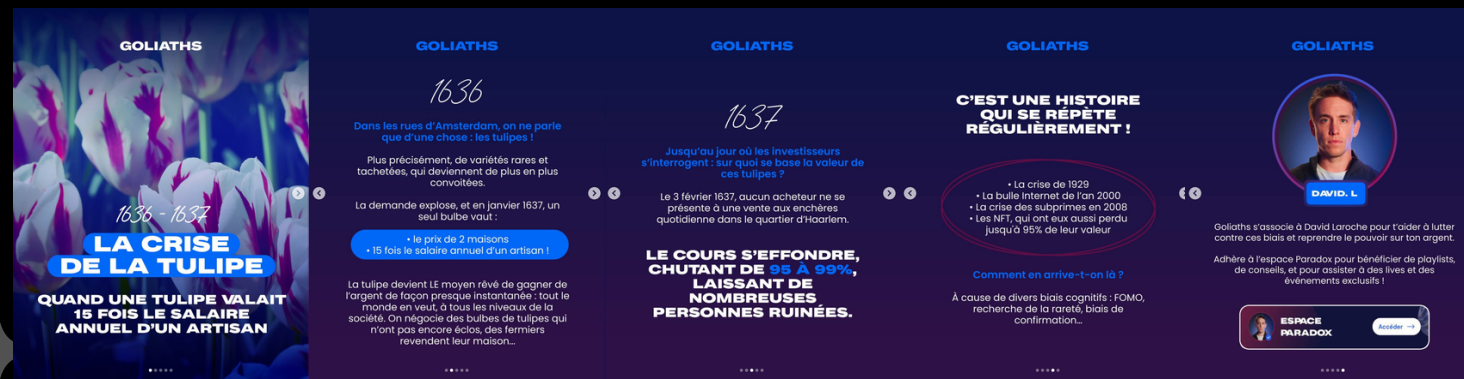 GOLIATHS
1636 - 1637
LA CRISE
DE LA TULIPE
QUAND UNE TULIPE VALAIT
15 FOIS LE SALAIRE
ANNUEL D'UN ARTISAN
GOLIATHS
1636
Dans les rues d'Amsterdam, on ne parle
que d'une chose : les tulipes !
Plus précisément, de variétés rares et
tachetées, qui deviennent de plus en plus
convoitées.
La demande explose, et en janvier 1637, un
seul bulbe vaut :
• le prix de 2 maisons
• 15 fois le salaire annuel d'un artisan !
La tulipe devient LE moyen rêvé de gagner de
l'argent de façon presque instantanée : tout le
monde en veut, à tous les niveaux de la
société. On négocie des bulbes de tulipes qui
n'ont pas encore éclos, des fermiers
revendent leur maison...
GOLIATHS
1637
Jusqu'au jour où les investisseurs
s'interrogent : sur quoi se base la valeur de
ces tulipes ?
Le 3 février 1637, aucun acheteur ne se
présente à une vente aux enchères
quotidienne dans le quartier d'Haarlem.
LE COURS S'EFFONDRE,
CHUTANT DE 95 À 99%,
LAISSANT DE
NOMBREUSES
PERSONNES RUINÉES.
GOLIATHS
C'EST UNE HISTOIRE
QUI SE RÉPÈTE
RÉGULIÈREMENT !
• La crise de 1929
• La bulle Internet de l'an 2000
• La crise des subprimes en 2008
• Les NFT, qui ont eux aussi perdu
jusqu'à 95% de leur valeur
Comment en arrive-t-on là ?
À cause de divers biais cognitifs : FOMO,
recherche de la rareté, biais de
confirmation...
GOLIATHS
DAVID. L
Goliaths s'associe à David Laroche pour t'aider à lutter
contre ces biais et reprendre le pouvoir sur ton argent.
Adhère à l'espace Paradox pour bénéficier de playlists,
de conseils, et pour assister à des lives et des
événements exclusifs !
ESPACE
PARADOX
Accéder →